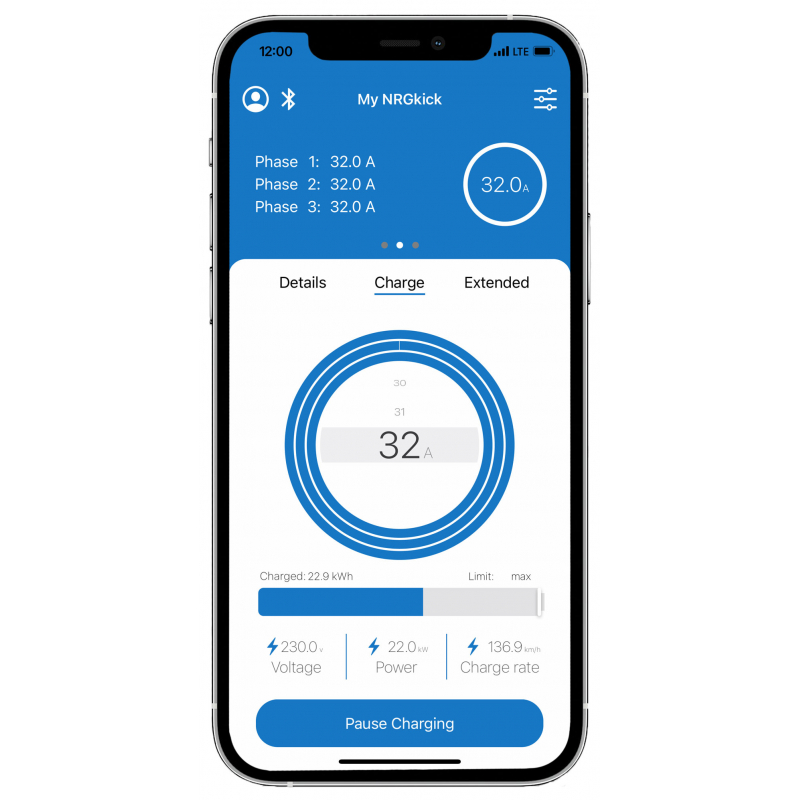 12:00 LTE
My NRGkick
Phase 1: 32.0 A
Phase 2: 32.0 A
Phase 3: 32.0 A
32.0A
Details Charge Extended
30
31
32 A
Charged: 22.9 kWh Limit: max
230.0 v 22.0 kW 136.9 km/h
Voltage Power Charge rate
Pause Charging